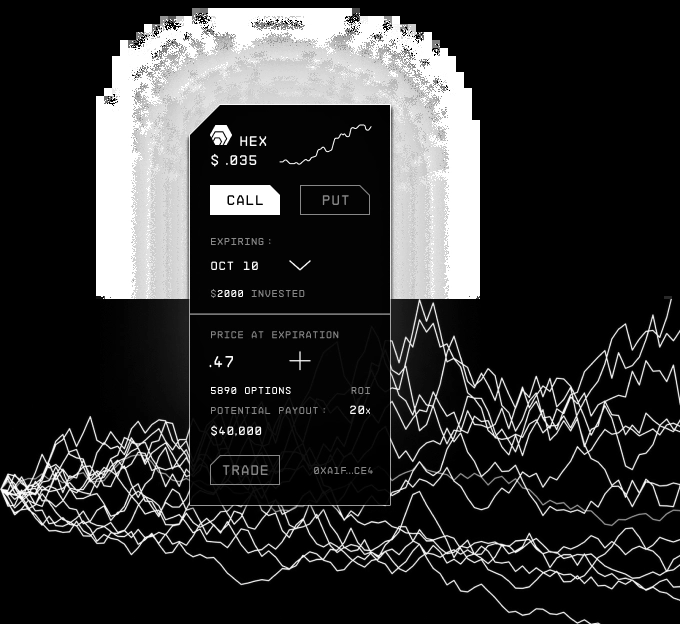 HEX
$ .035
CALL PUT
EXPIRING:
OCT 10
$2000 INVESTED
PRICE AT EXPIRATION
.47
5890 OPTIONS ROI
POTENTIAL PAYOUT: 20x
$40,000
TRADE 0XA1F...CE4